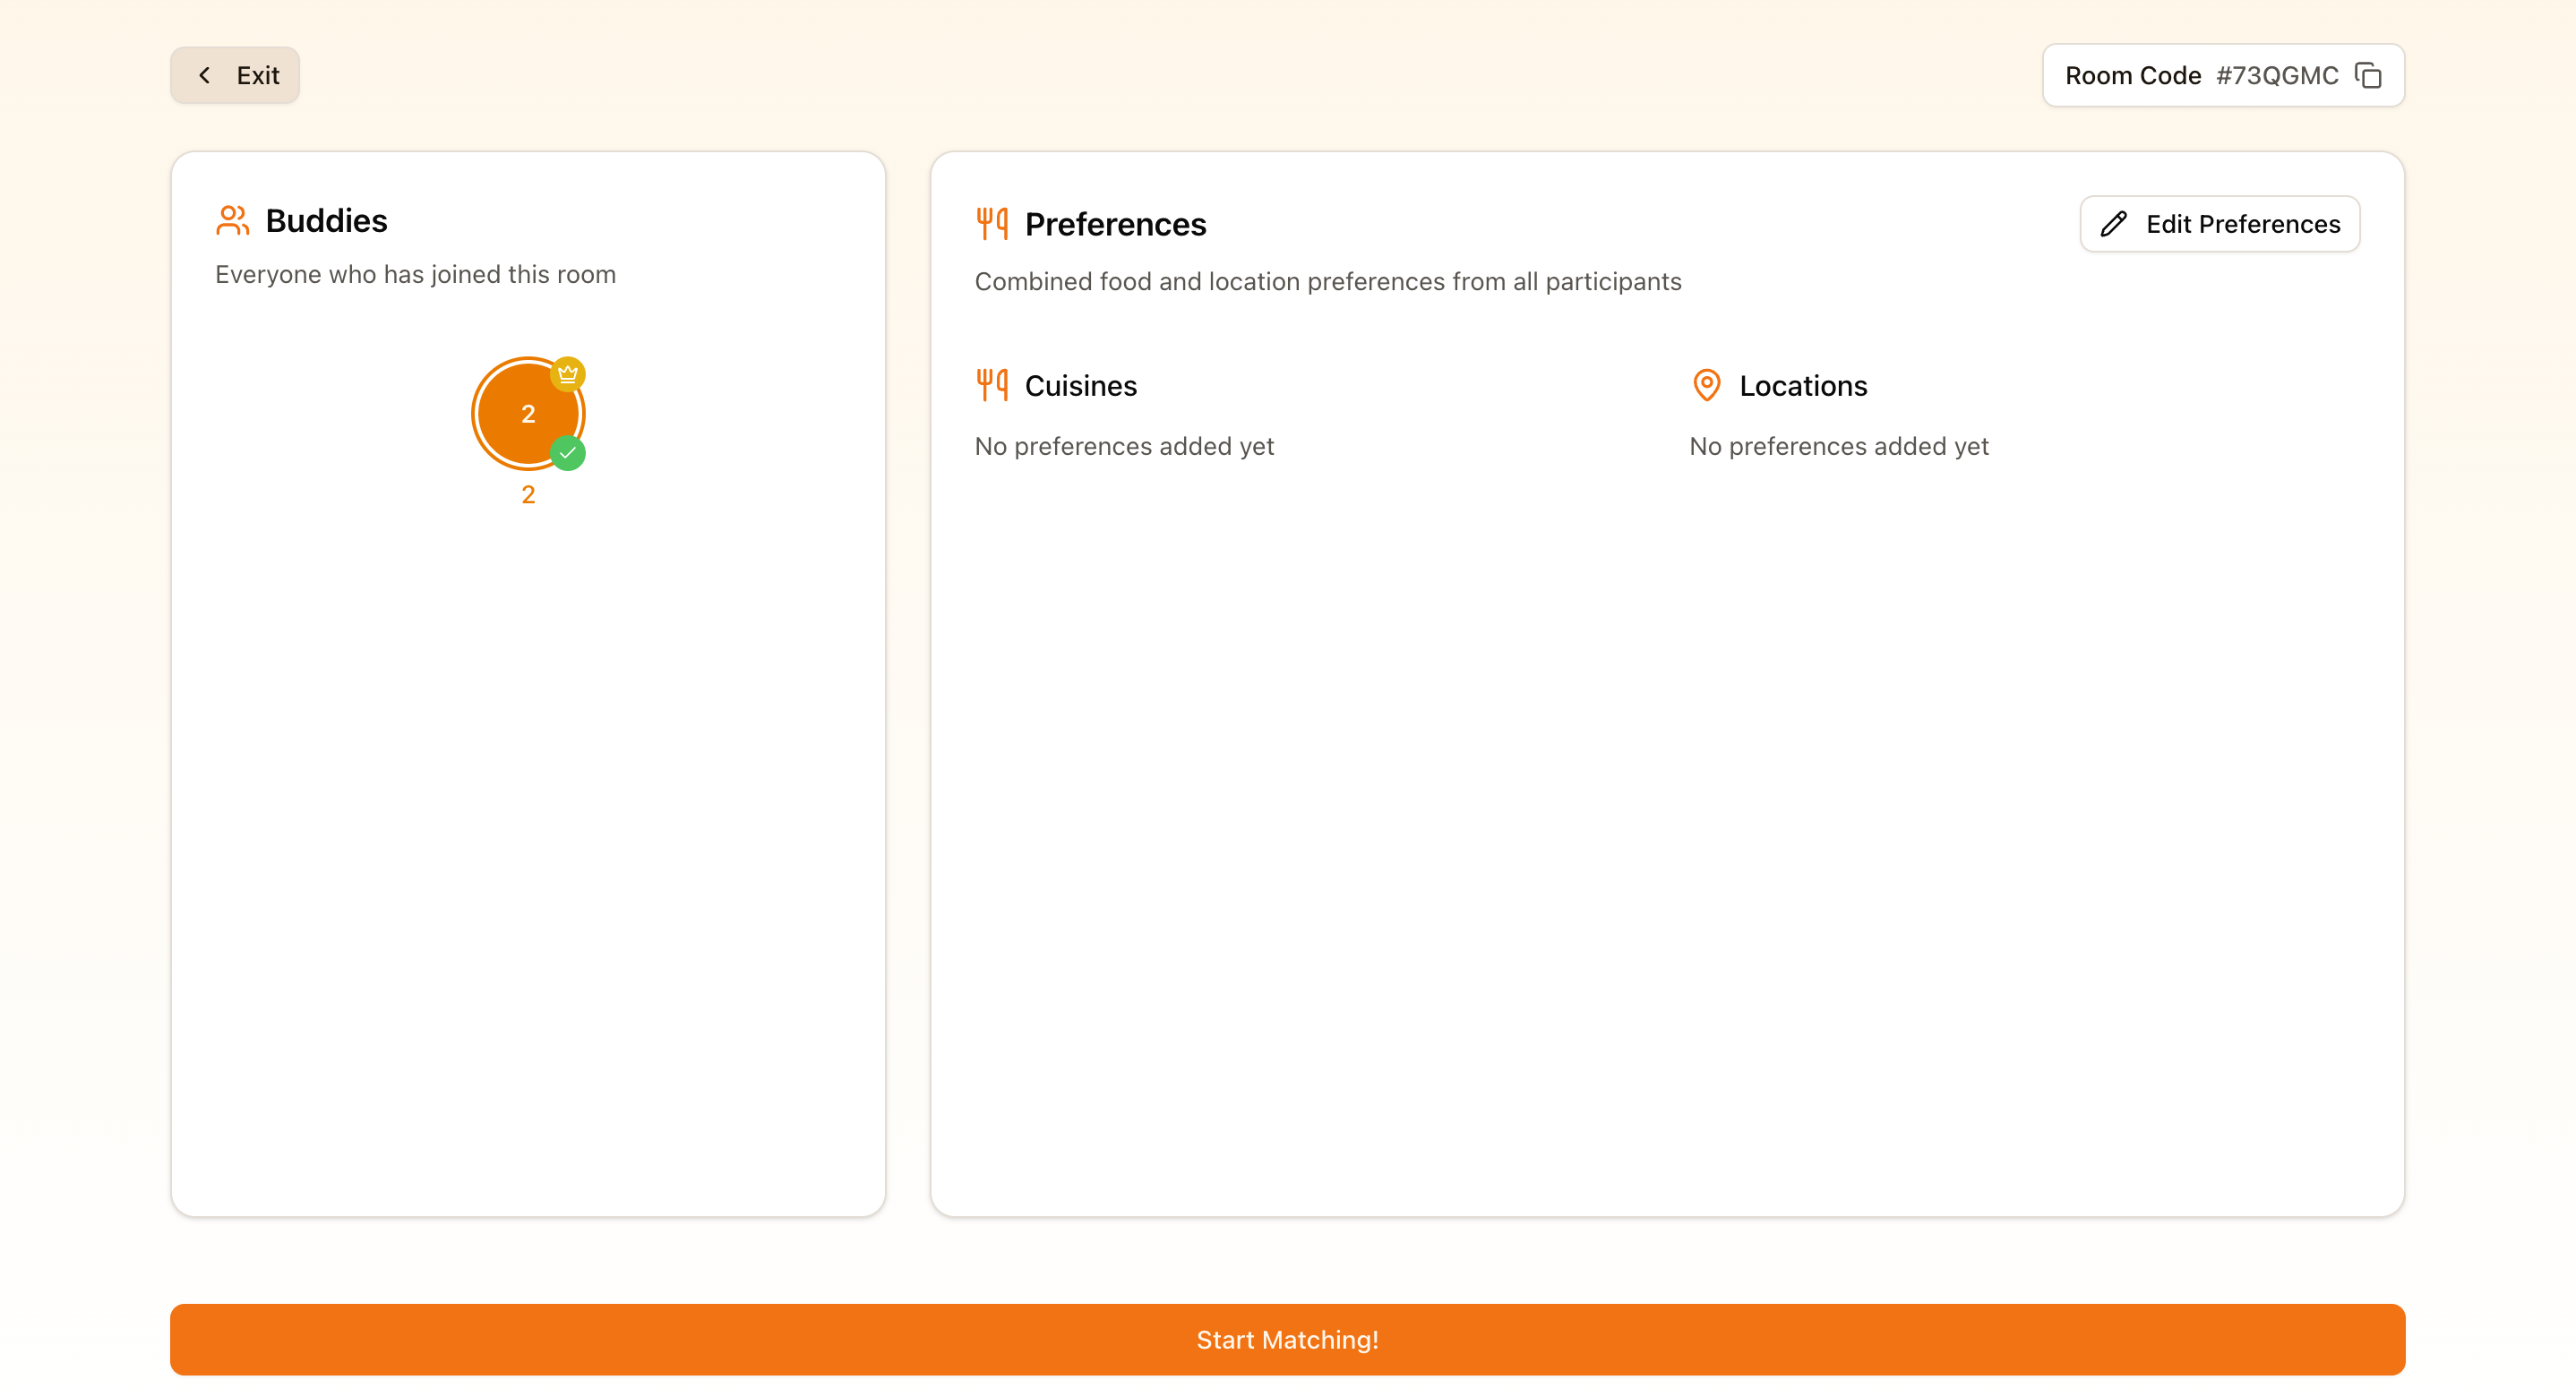 Exit
Room Code #73QGMC
Buddies
Everyone who has joined this room
2
2
Preferences
Edit Preferences
Combined food and location preferences from all participants
Cuisines
No preferences added yet
Locations
No preferences added yet
Start Matching!